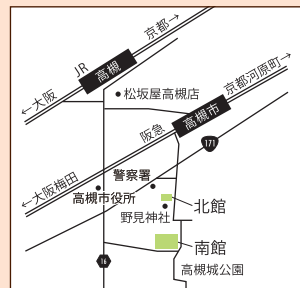 京都→
JR
高槻
←大阪
松坂屋高槻店
京都河原町→
高槻市
阪急
171
←大阪梅田
警察署
高槻市役所
北館
野見神社
南館
高槻城公園
16